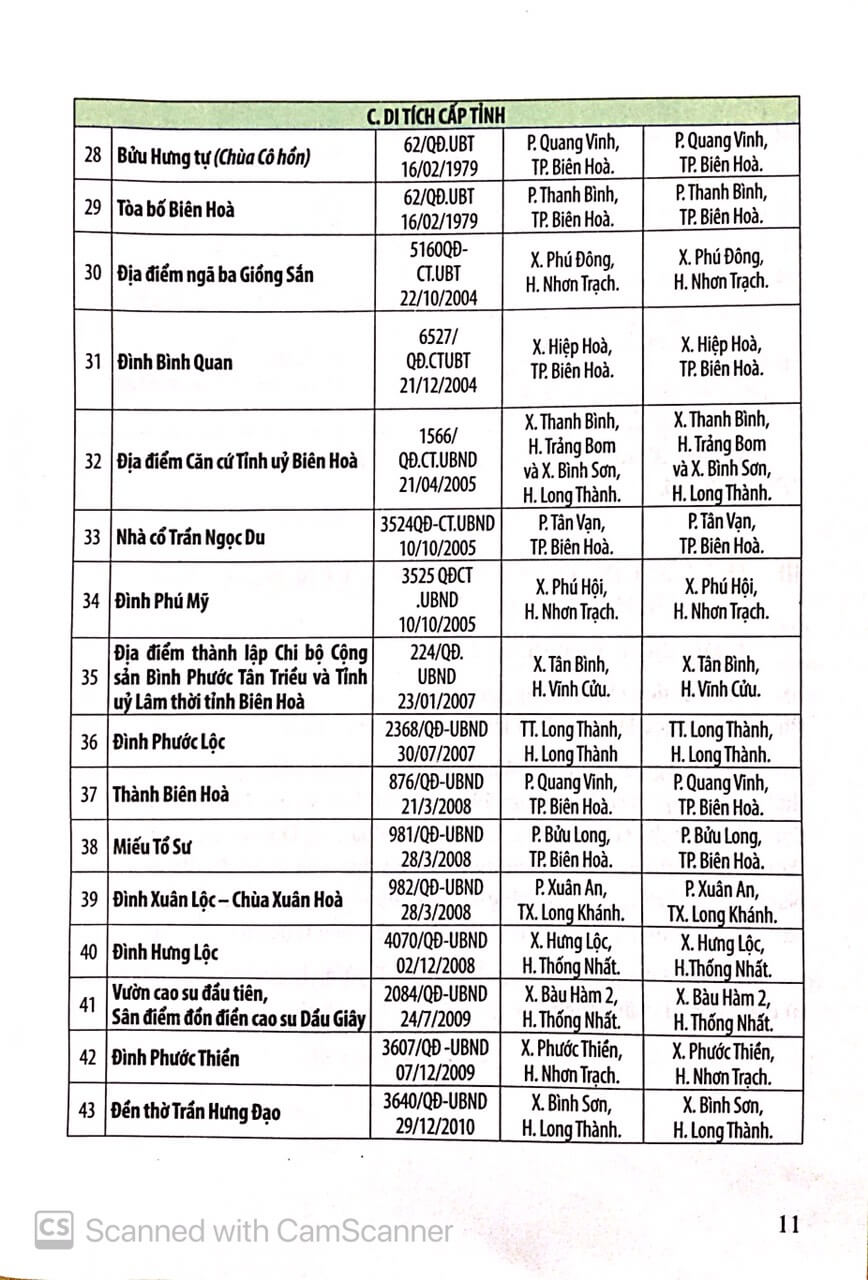 C. DI TÍCH CẤP TỈNH
28 Bửu Hưng tự (Chùa Cô hồn) 62/QĐ.UBT 16/02/1979 P. Quang Vinh, TP. Biên Hoà. P. Quang Vinh, TP. Biên Hoà.
29 Tòa bố Biên Hoà 62/QĐ.UBT 16/02/1979 P. Thanh Bình, TP. Biên Hoà. P. Thanh Bình, TP. Biên Hoà.
30 Địa điểm ngã ba Giồng Sắn 5160QĐ-CT.UBT 22/10/2004 X. Phú Đông, H. Nhơn Trạch. X. Phú Đông, H. Nhơn Trạch.
31 Đình Bình Quan 6527/QĐ.CTUBT 21/12/2004 X. Hiệp Hoà, TP. Biên Hoà. X. Hiệp Hoà, TP. Biên Hoà.
32 Địa điểm Căn cứ Tỉnh uỷ Biên Hoà 1566/QĐ.CT.UBND 21/04/2005 X. Thanh Bình, H. Trảng Bom và X. Bình Sơn, H. Long Thành. X. Thanh Bình, H. Trảng Bom và X. Bình Sơn, H. Long Thành.
33 Nhà cổ Trần Ngọc Du 3524QĐ-CT.UBND 10/10/2005 P. Tân Vạn, TP. Biên Hoà. P. Tân Vạn, TP. Biên Hoà.
34 Đình Phú Mỹ 3525 QĐCT .UBND 10/10/2005 X. Phú Hội, H. Nhơn Trạch. X. Phú Hội, H. Nhơn Trạch.
35 Địa điểm thành lập Chi bộ Cộng sản Bình Phước Tân Triều và Tỉnh uỷ Lâm thời tỉnh Biên Hoà 224/QĐ. UBND 23/01/2007 X. Tân Bình, H. Vĩnh Cửu. X. Tân Bình, H. Vĩnh Cửu.
36 Đình Phước Lộc 2368/QĐ-UBND 30/07/2007 TT. Long Thành, H. Long Thành TT. Long Thành, H. Long Thành.
37 Thành Biên Hoà 876/QĐ-UBND 21/3/2008 P. Quang Vinh, TP. Biên Hoà. P. Quang Vinh, TP. Biên Hoà.
38 Miếu Tổ Sư 981/QĐ-UBND 28/3/2008 P. Bửu Long, TP. Biên Hoà. P. Bửu Long, TP. Biên Hoà.
39 Đình Xuân Lộc – Chùa Xuân Hoà 982/QĐ-UBND 28/3/2008 P. Xuân An, TX. Long Khánh. P. Xuân An, TX. Long Khánh.
40 Đình Hưng Lộc 4070/QĐ-UBND 02/12/2008 X. Hưng Lộc, H. Thống Nhất. X. Hưng Lộc, H.Thống Nhất.
41 Vườn cao su đầu tiên, Sân điểm đồn điền cao su Dầu Giây 2084/QĐ-UBND 24/7/2009 X. Bàu Hàm 2, H. Thống Nhất. X. Bàu Hàm 2, H. Thống Nhất.
42 Đình Phước Thiền 3607/QĐ -UBND 07/12/2009 X. Phước Thiền, H. Nhơn Trạch. X. Phước Thiền, H. Nhơn Trạch.
43 Đền thờ Trần Hưng Đạo 3640/QĐ-UBND 29/12/2010 X. Bình Sơn, H. Long Thành. X. Bình Sơn, H. Long Thành.
11
CS Scanned with CamScanner